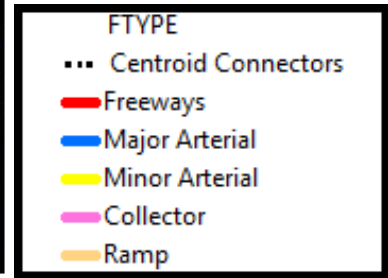 FTYPE
Centroid Connectors
Freeways
Major Arterial
Minor Arterial
Collector
Ramp